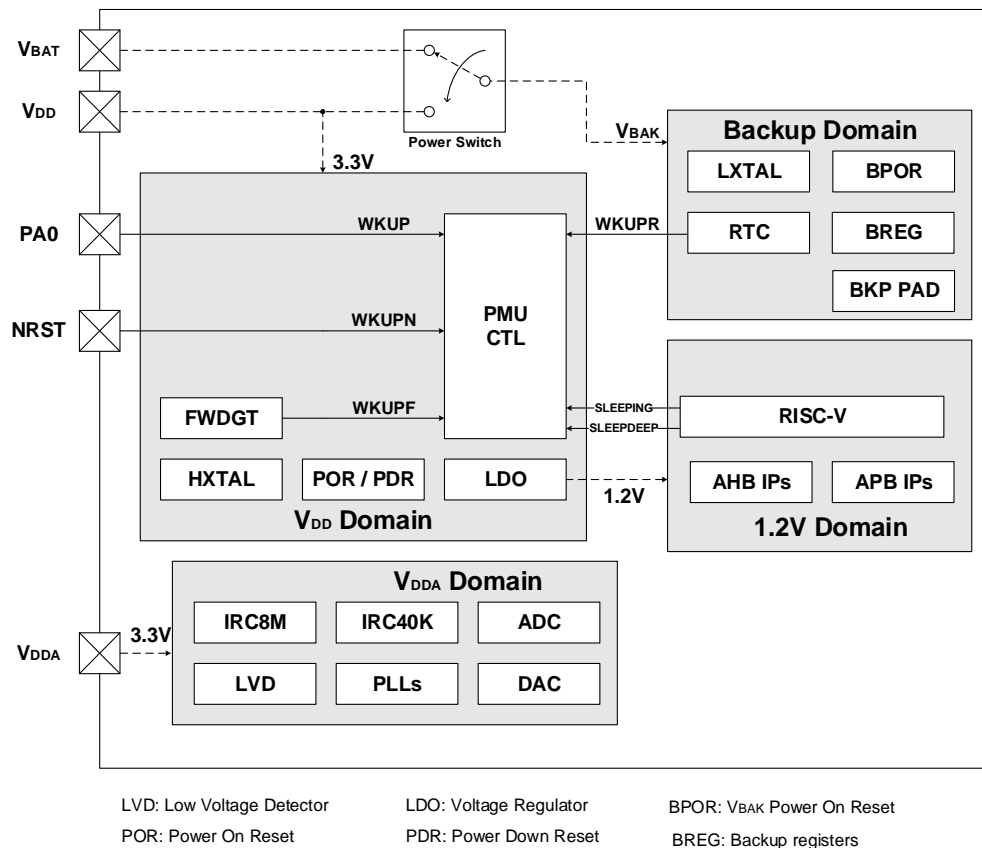 VBAT
VDD
Power Switch
3.3V
VBAK
Backup Domain
LXTAL
BPOR
RTC
BREG
BKP PAD
PA0
WKUP
WKUPR
NRST
WKUPN
PMU
CTL
FWDGT
WKUPF
SLEEPING
SLEEPDEEP
RISC-V
HXTAL
POR / PDR
LDO
1.2V
AHB IPs
APB IPs
VDD Domain
1.2V Domain
VDDA Domain
VDDA
3.3V
IRC8M
IRC40K
ADC
LVD
PLLs
DAC
LVD: Low Voltage Detector
LDO: Voltage Regulator
BPOR: VBAK Power On Reset
POR: Power On Reset
PDR: Power Down Reset
BREG: Backup registers